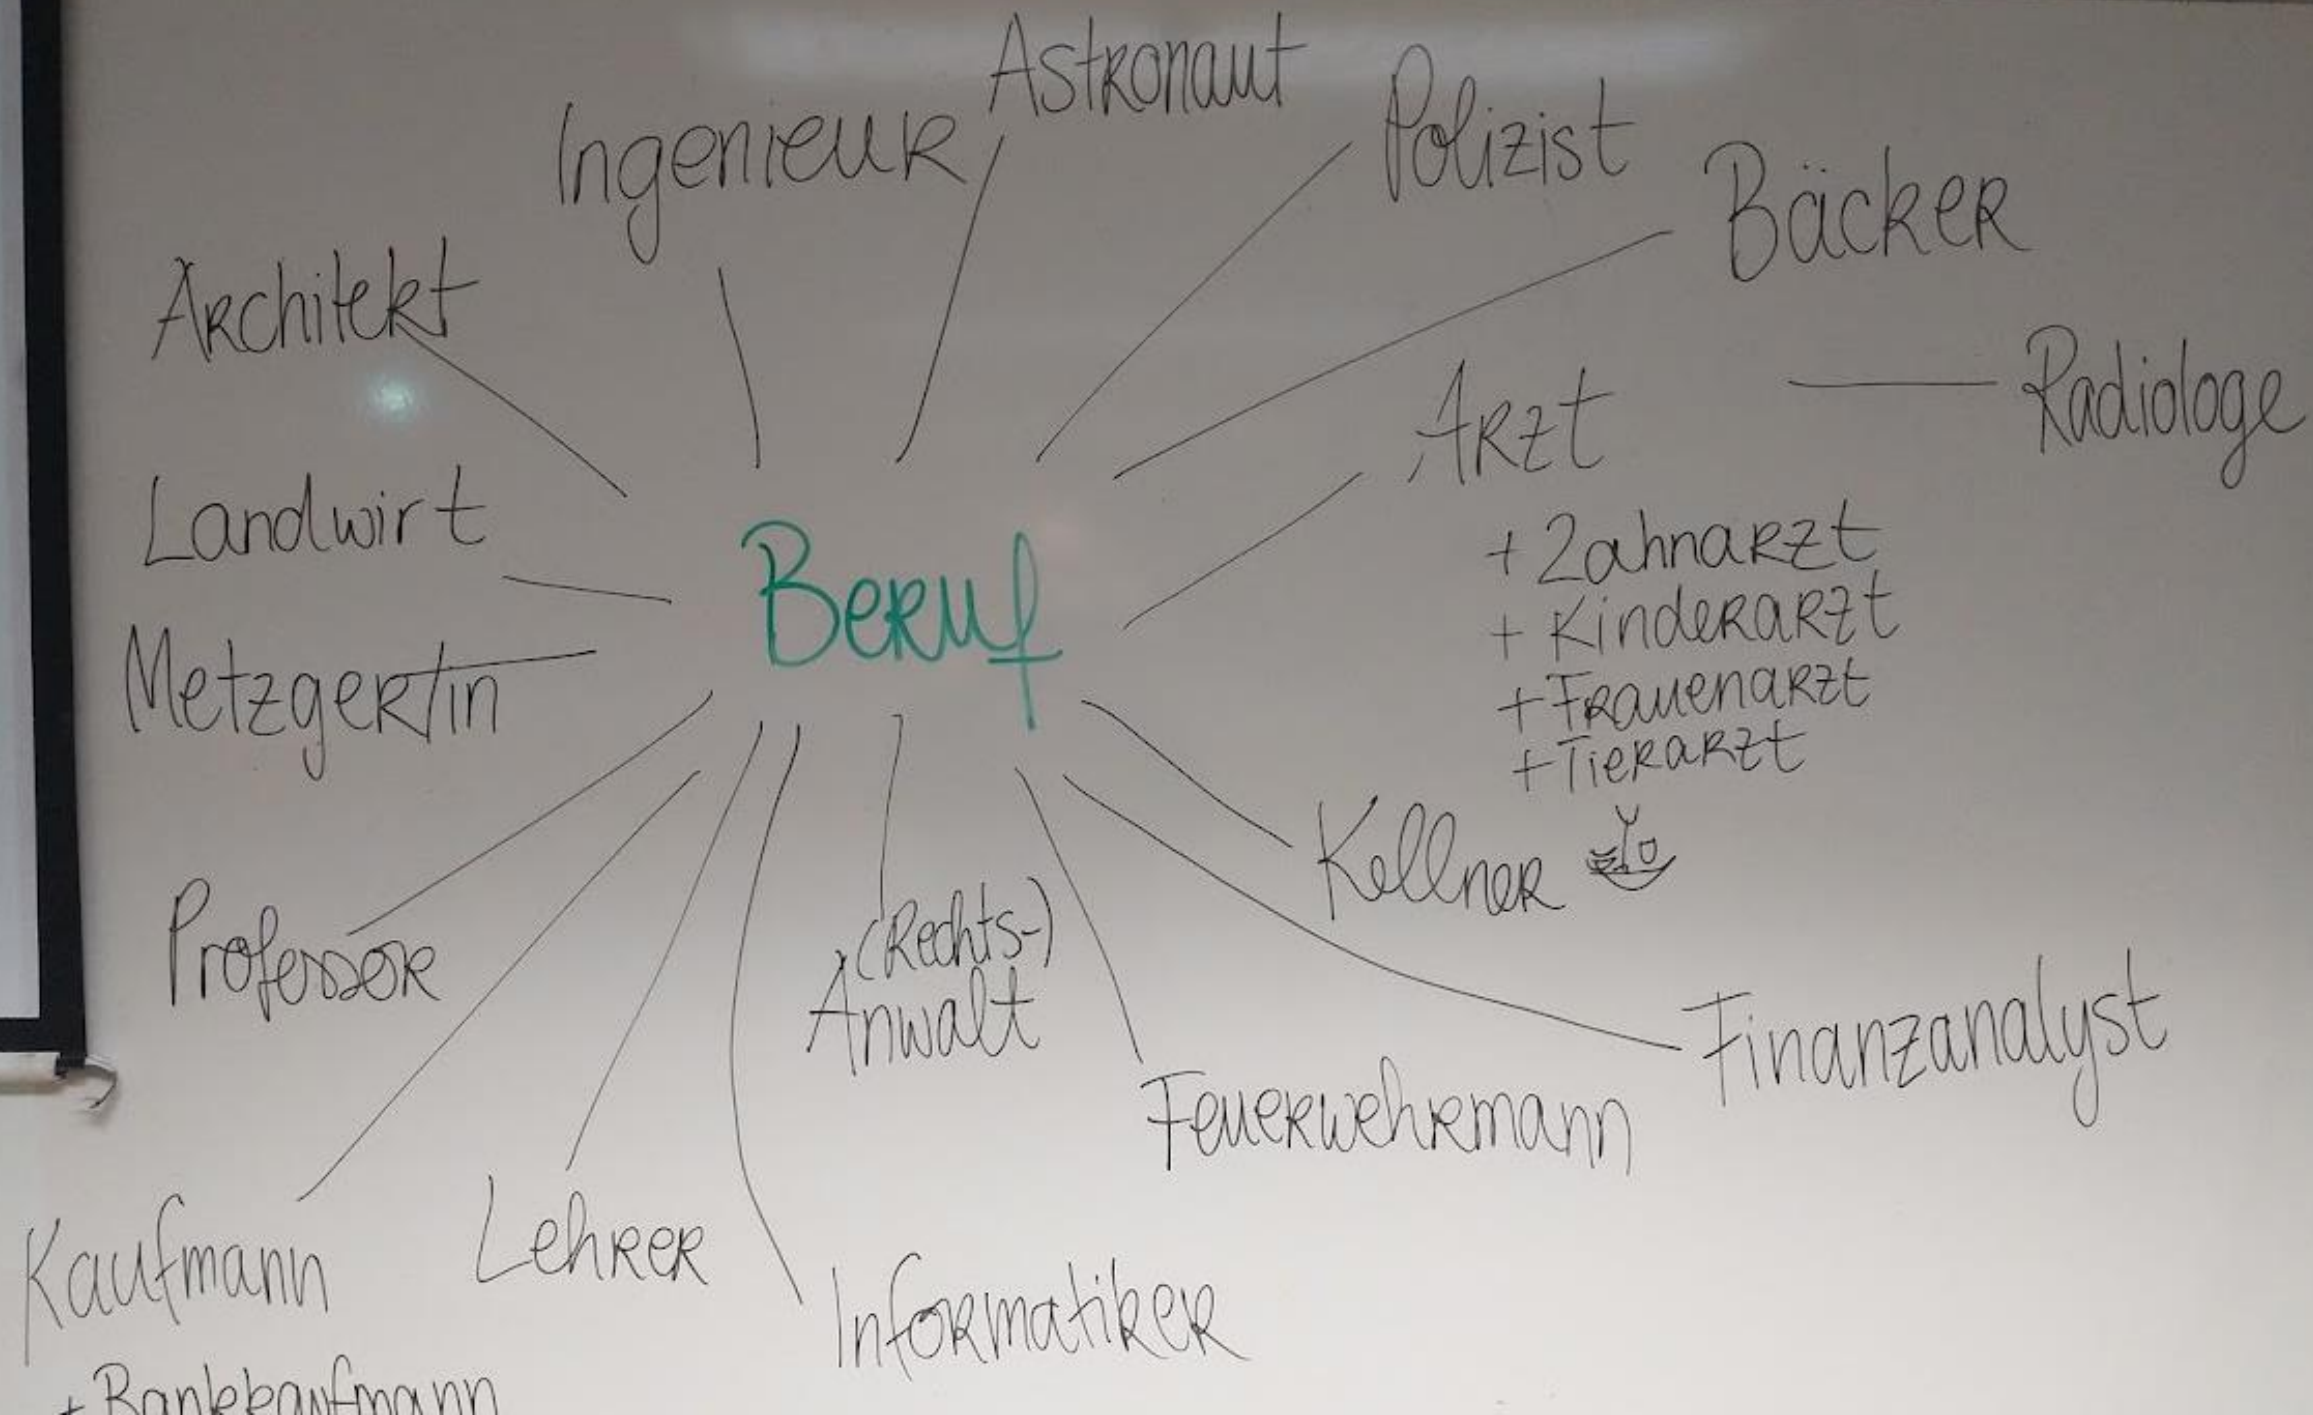 Astronaut
Ingenieur
Polizist
Bäcker
Architekt
Radiologe
Arzt
Landwirt
+ Zahnarzt
Beruf
+ Kinderarzt
Metzger/in
+ Frauenarzt
+ Tierarzt
Kellner
Professor
(Rechts-)
Anwalt
Finanzanalyst
Feuerwehrmann
Kaufmann
Lehrer
Informatiker
+ Bankkaufmann